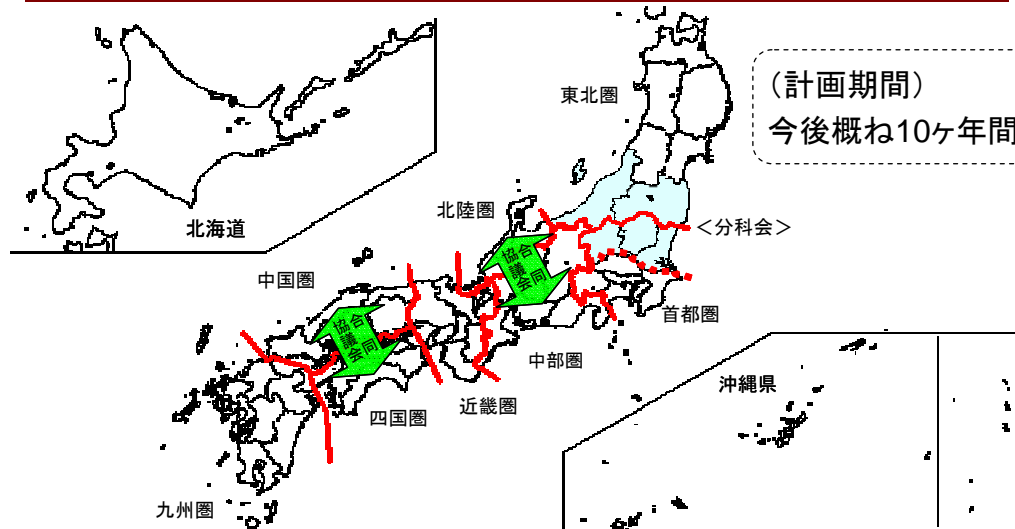 東北圏
(計画期間)
今後概ね10ヶ年間
北海道
北陸圏
<分科会>
合同
協議会
中国圏
首都圏
合同
協議会
中部圏
沖縄県
近畿圏
四国圏
九州圏